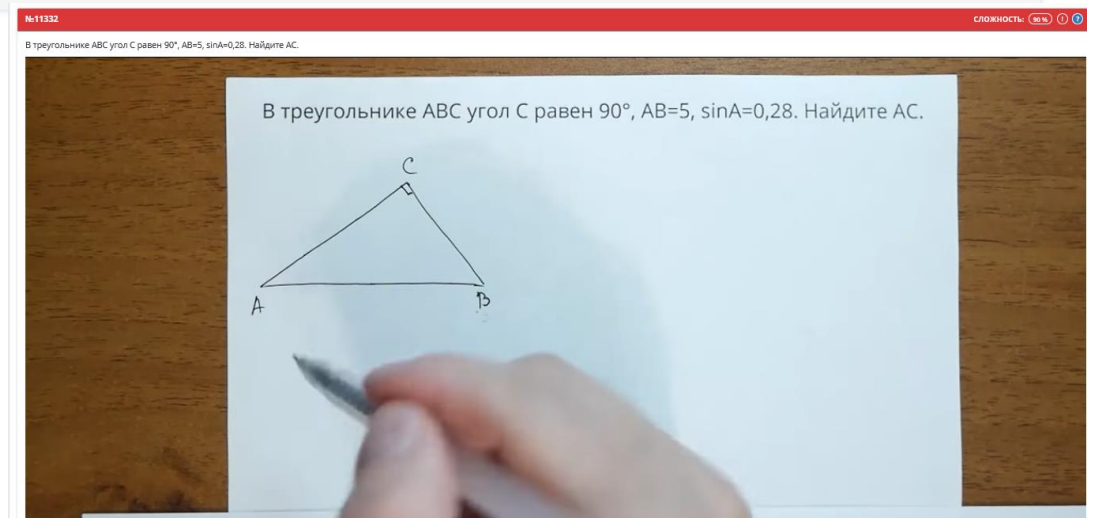 №11332 СЛОЖНОСТЬ: 90 % ! ?
В треугольнике ABC угол C равен 90°, AB=5, sinA=0,28. Найдите AC.
В треугольнике ABC угол C равен 90°, AB=5, sinA=0,28. Найдите AC.
C
A B